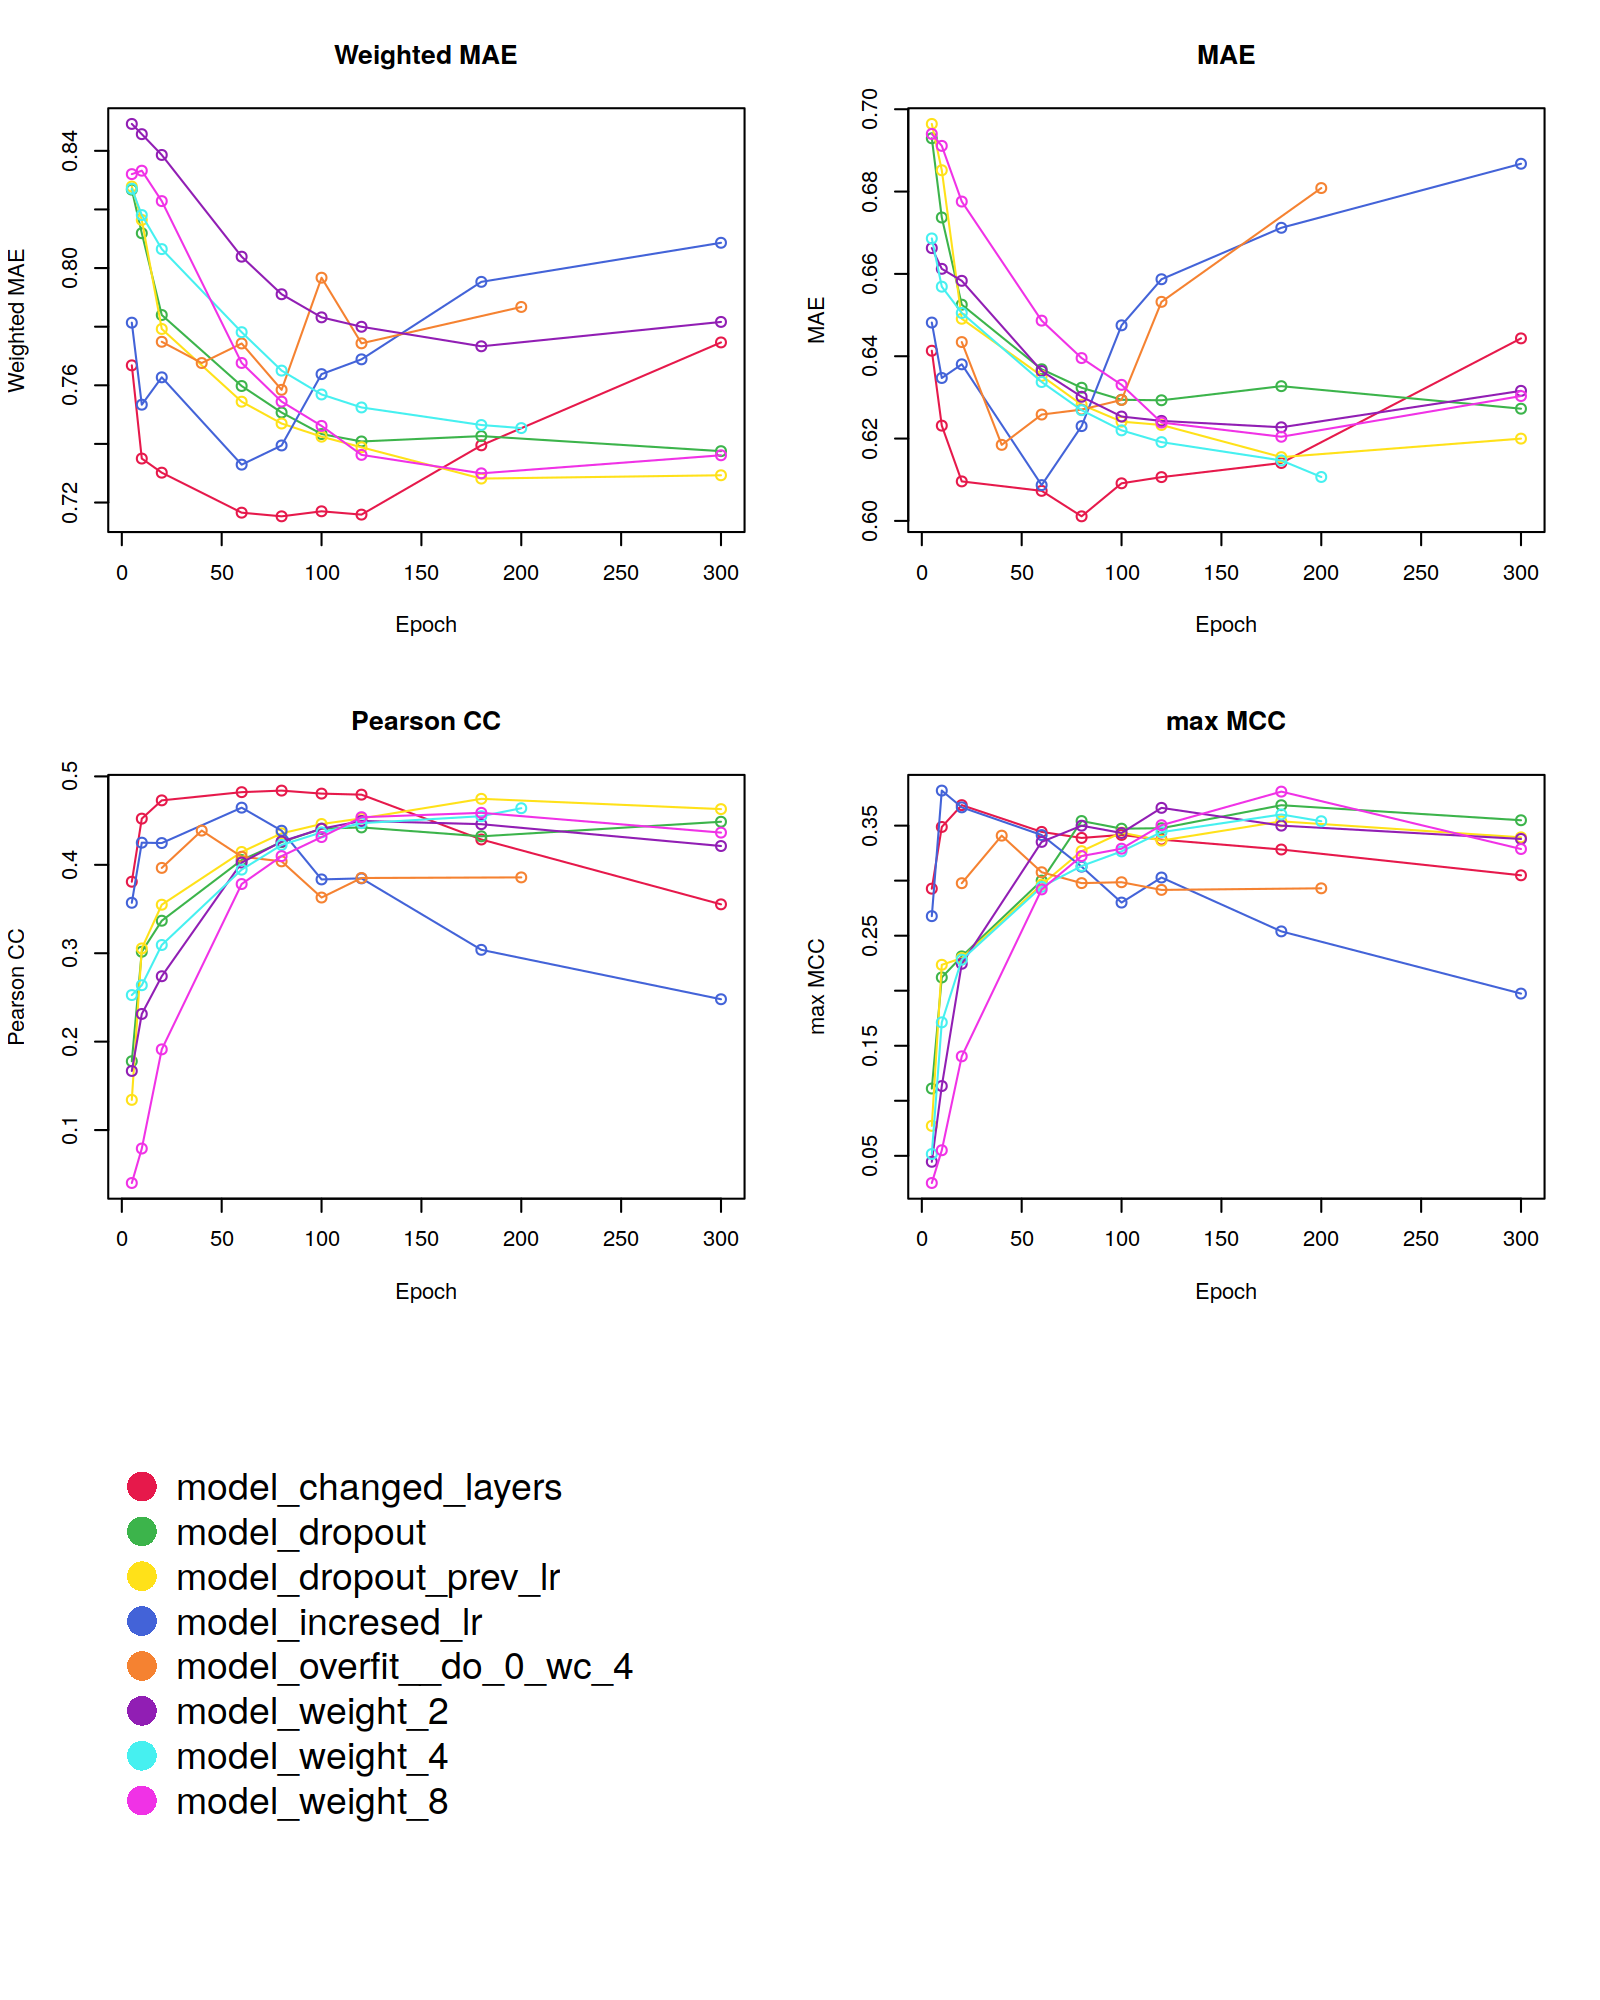 Weighted MAE
MAE
Weighted MAE
0.72 0.76 0.80 0.84
0 50 100 150 200 250 300
Epoch
MAE
0.60 0.62 0.64 0.66 0.68 0.70
0 50 100 150 200 250 300
Epoch
Pearson CC
max MCC
Pearson CC
0.1 0.2 0.3 0.4 0.5
0 50 100 150 200 250 300
Epoch
max MCC
0.05 0.15 0.25 0.35
0 50 100 150 200 250 300
Epoch
model_changed_layers
model_dropout
model_dropout_prev_lr
model_incresed_lr
model_overfit__do_0_wc_4
model_weight_2
model_weight_4
model_weight_8